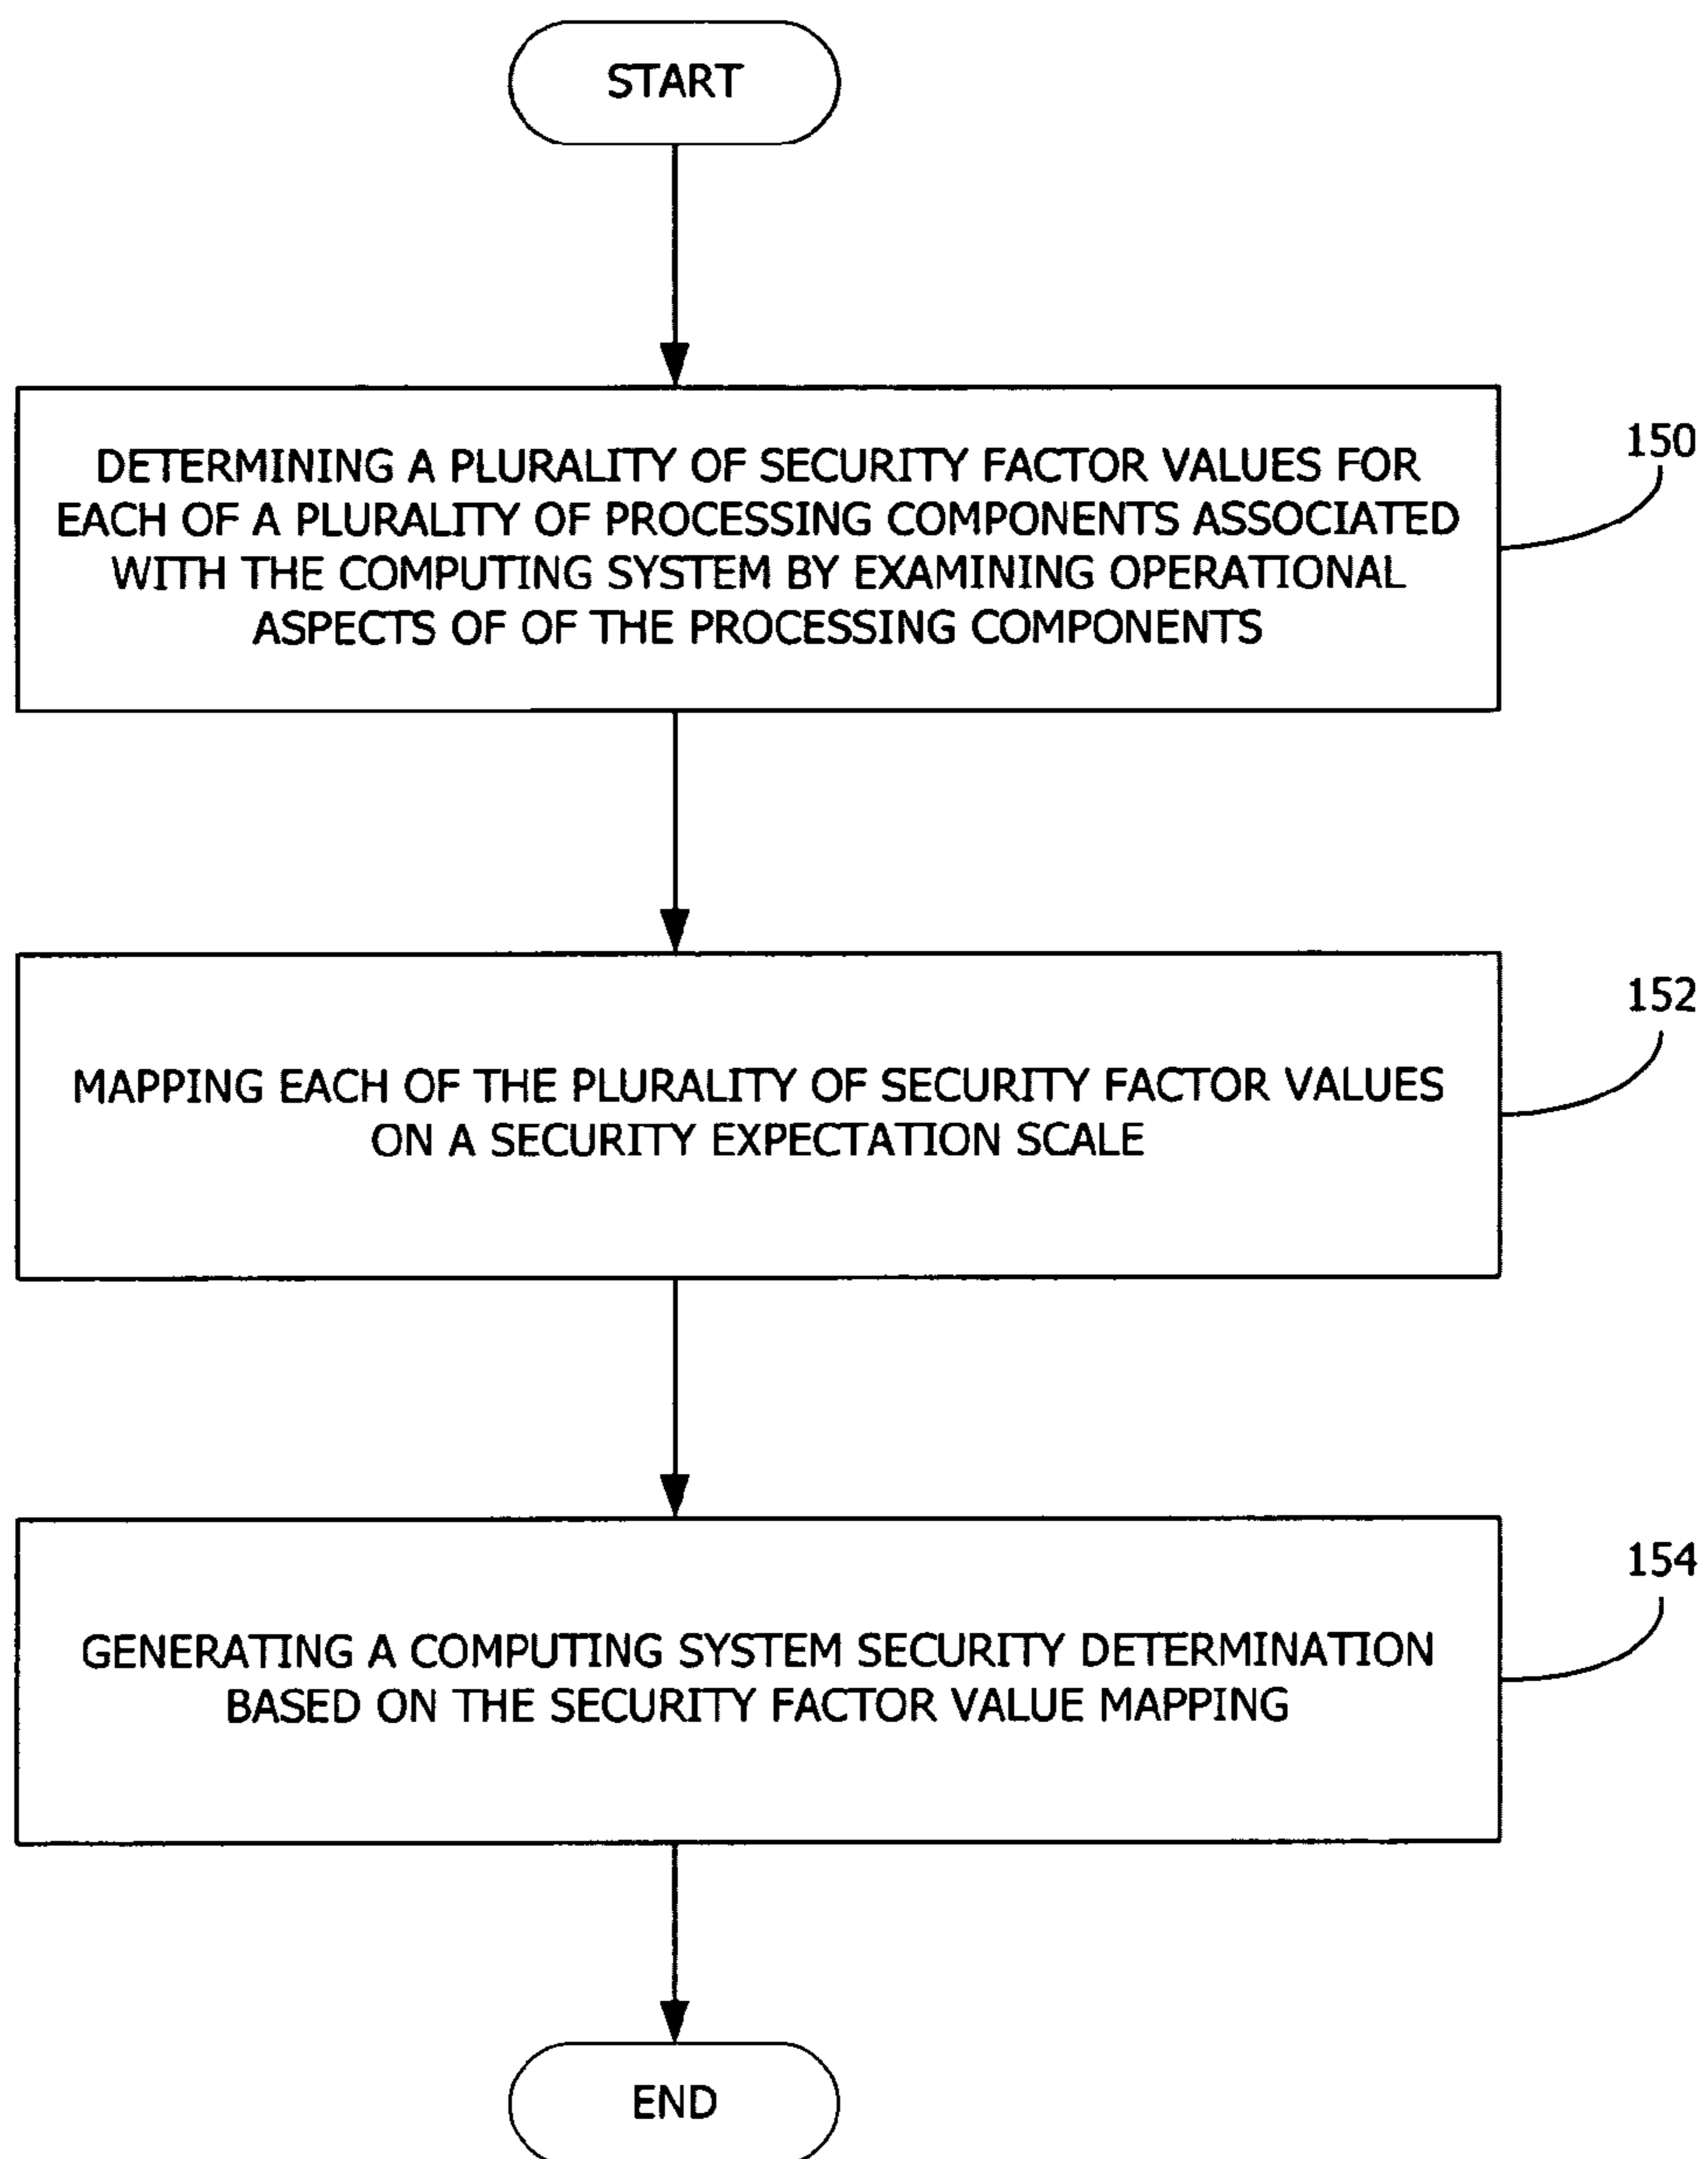 START
DETERMINING A PLURALITY OF SECURITY FACTOR VALUES FOR
EACH OF A PLURALITY OF PROCESSING COMPONENTS ASSOCIATED
WITH THE COMPUTING SYSTEM BY EXAMINING OPERATIONAL
ASPECTS OF OF THE PROCESSING COMPONENTS
150
MAPPING EACH OF THE PLURALITY OF SECURITY FACTOR VALUES
ON A SECURITY EXPECTATION SCALE
152
GENERATING A COMPUTING SYSTEM SECURITY DETERMINATION
BASED ON THE SECURITY FACTOR VALUE MAPPING
154
END